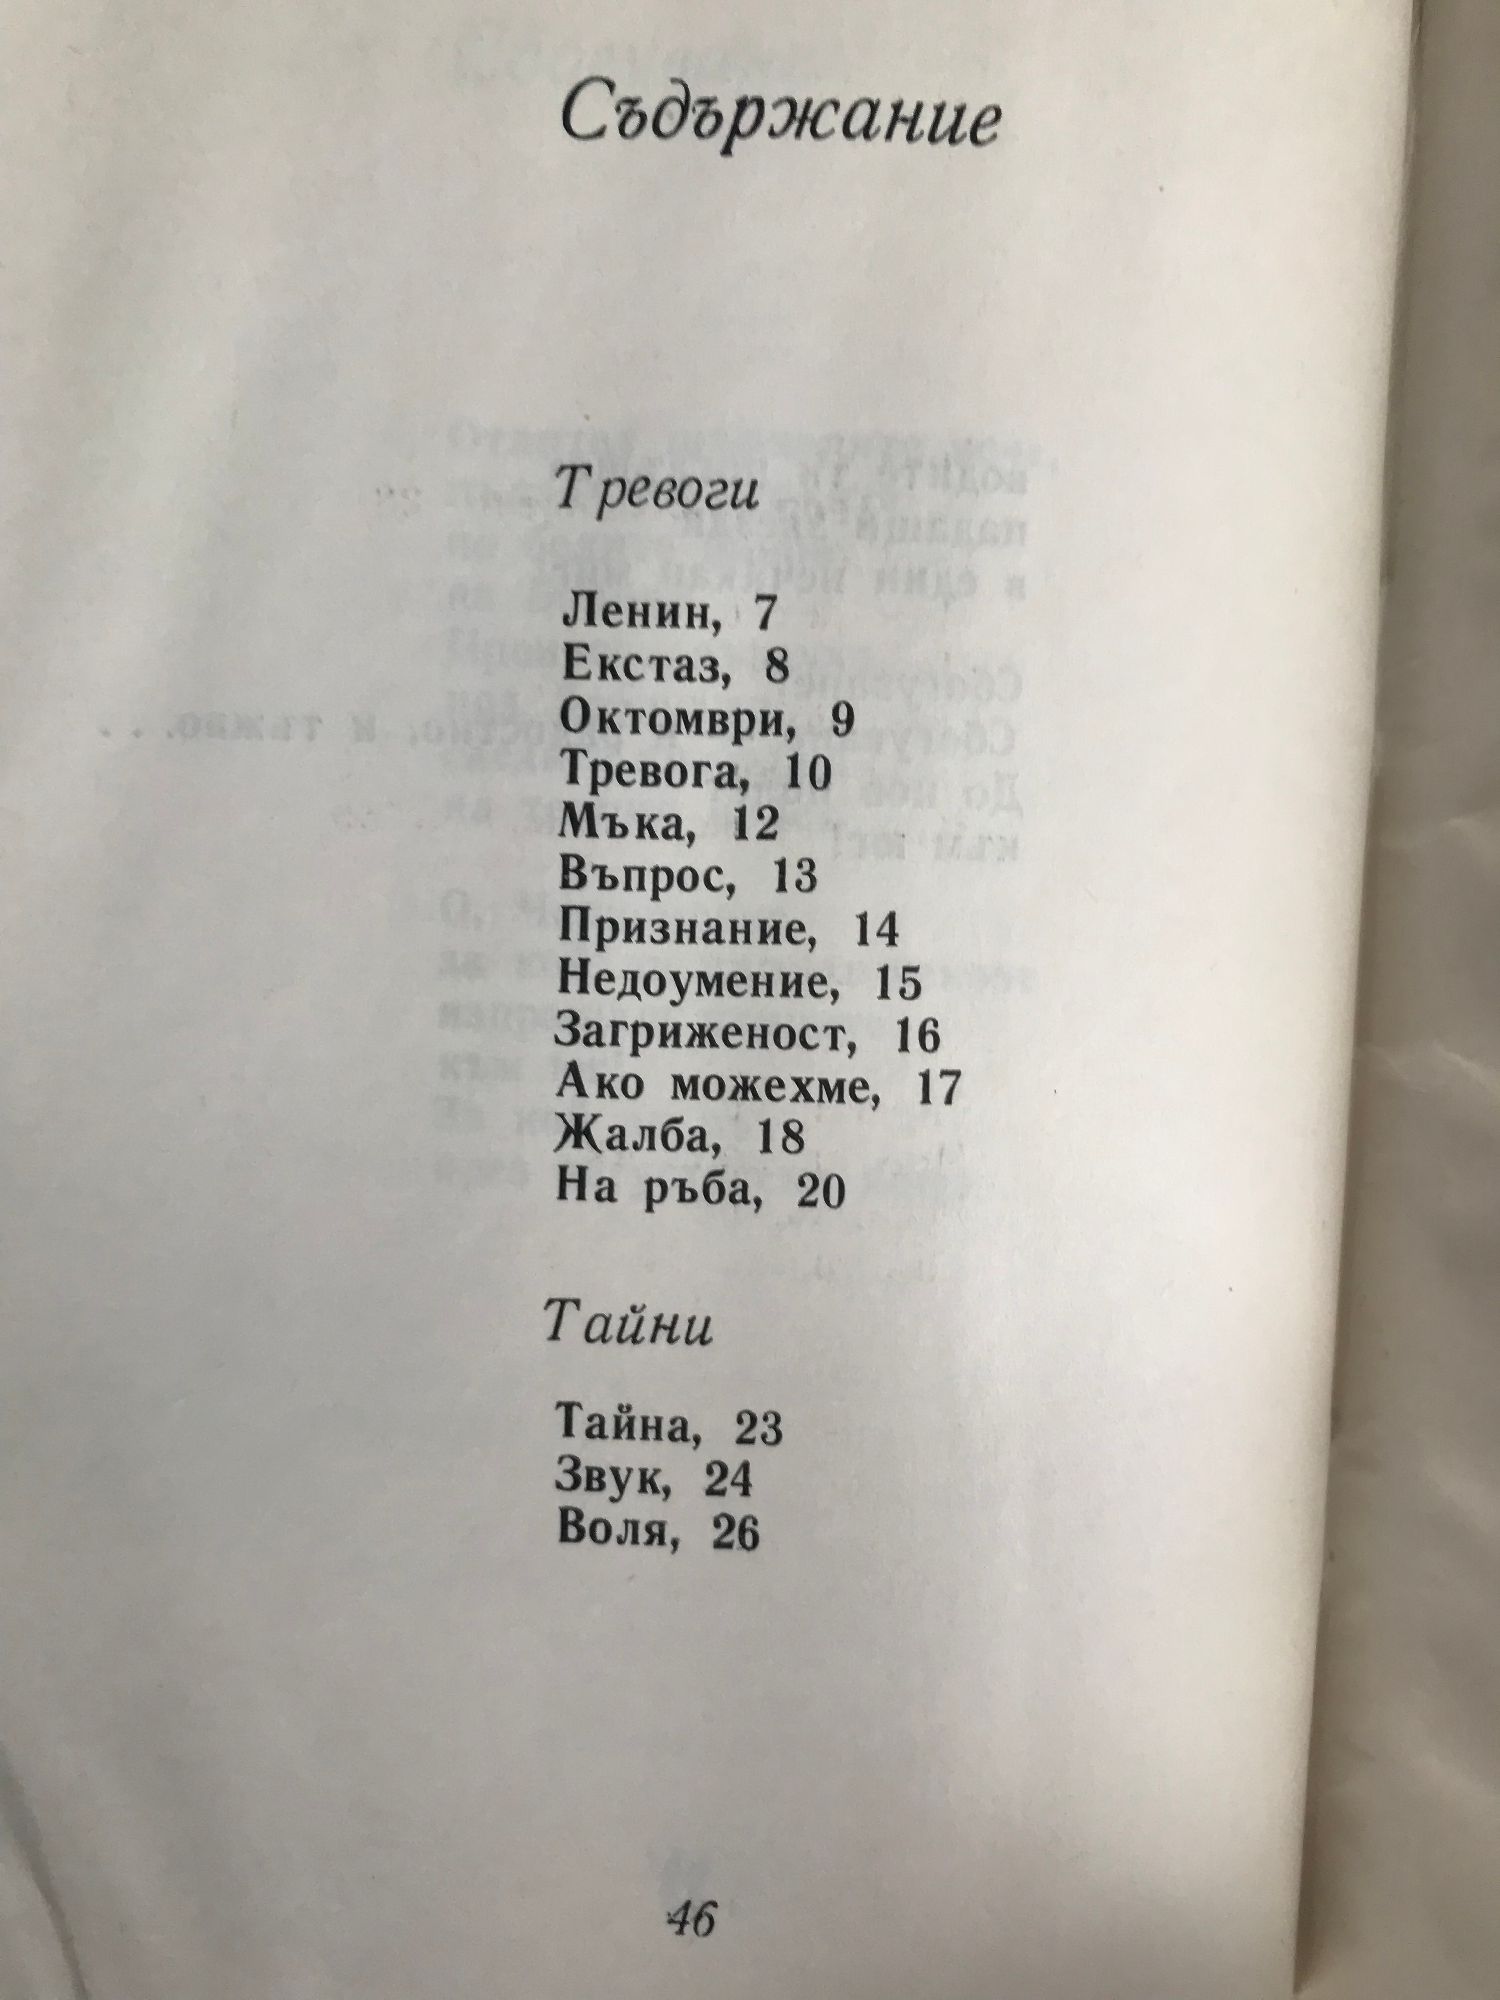 Съдържание
Тревоги
Ленин, 7
Екстаз, 8
Октомври, 9
Тревога, 10
Мъка, 12
Въпрос, 13
Признание, 14
Недоумение, 15
Загриженост, 16
Ако можехме, 17
Жалба, 18
На ръба, 20
Тайни
Тайна, 23
Звук, 24
Воля, 26
46